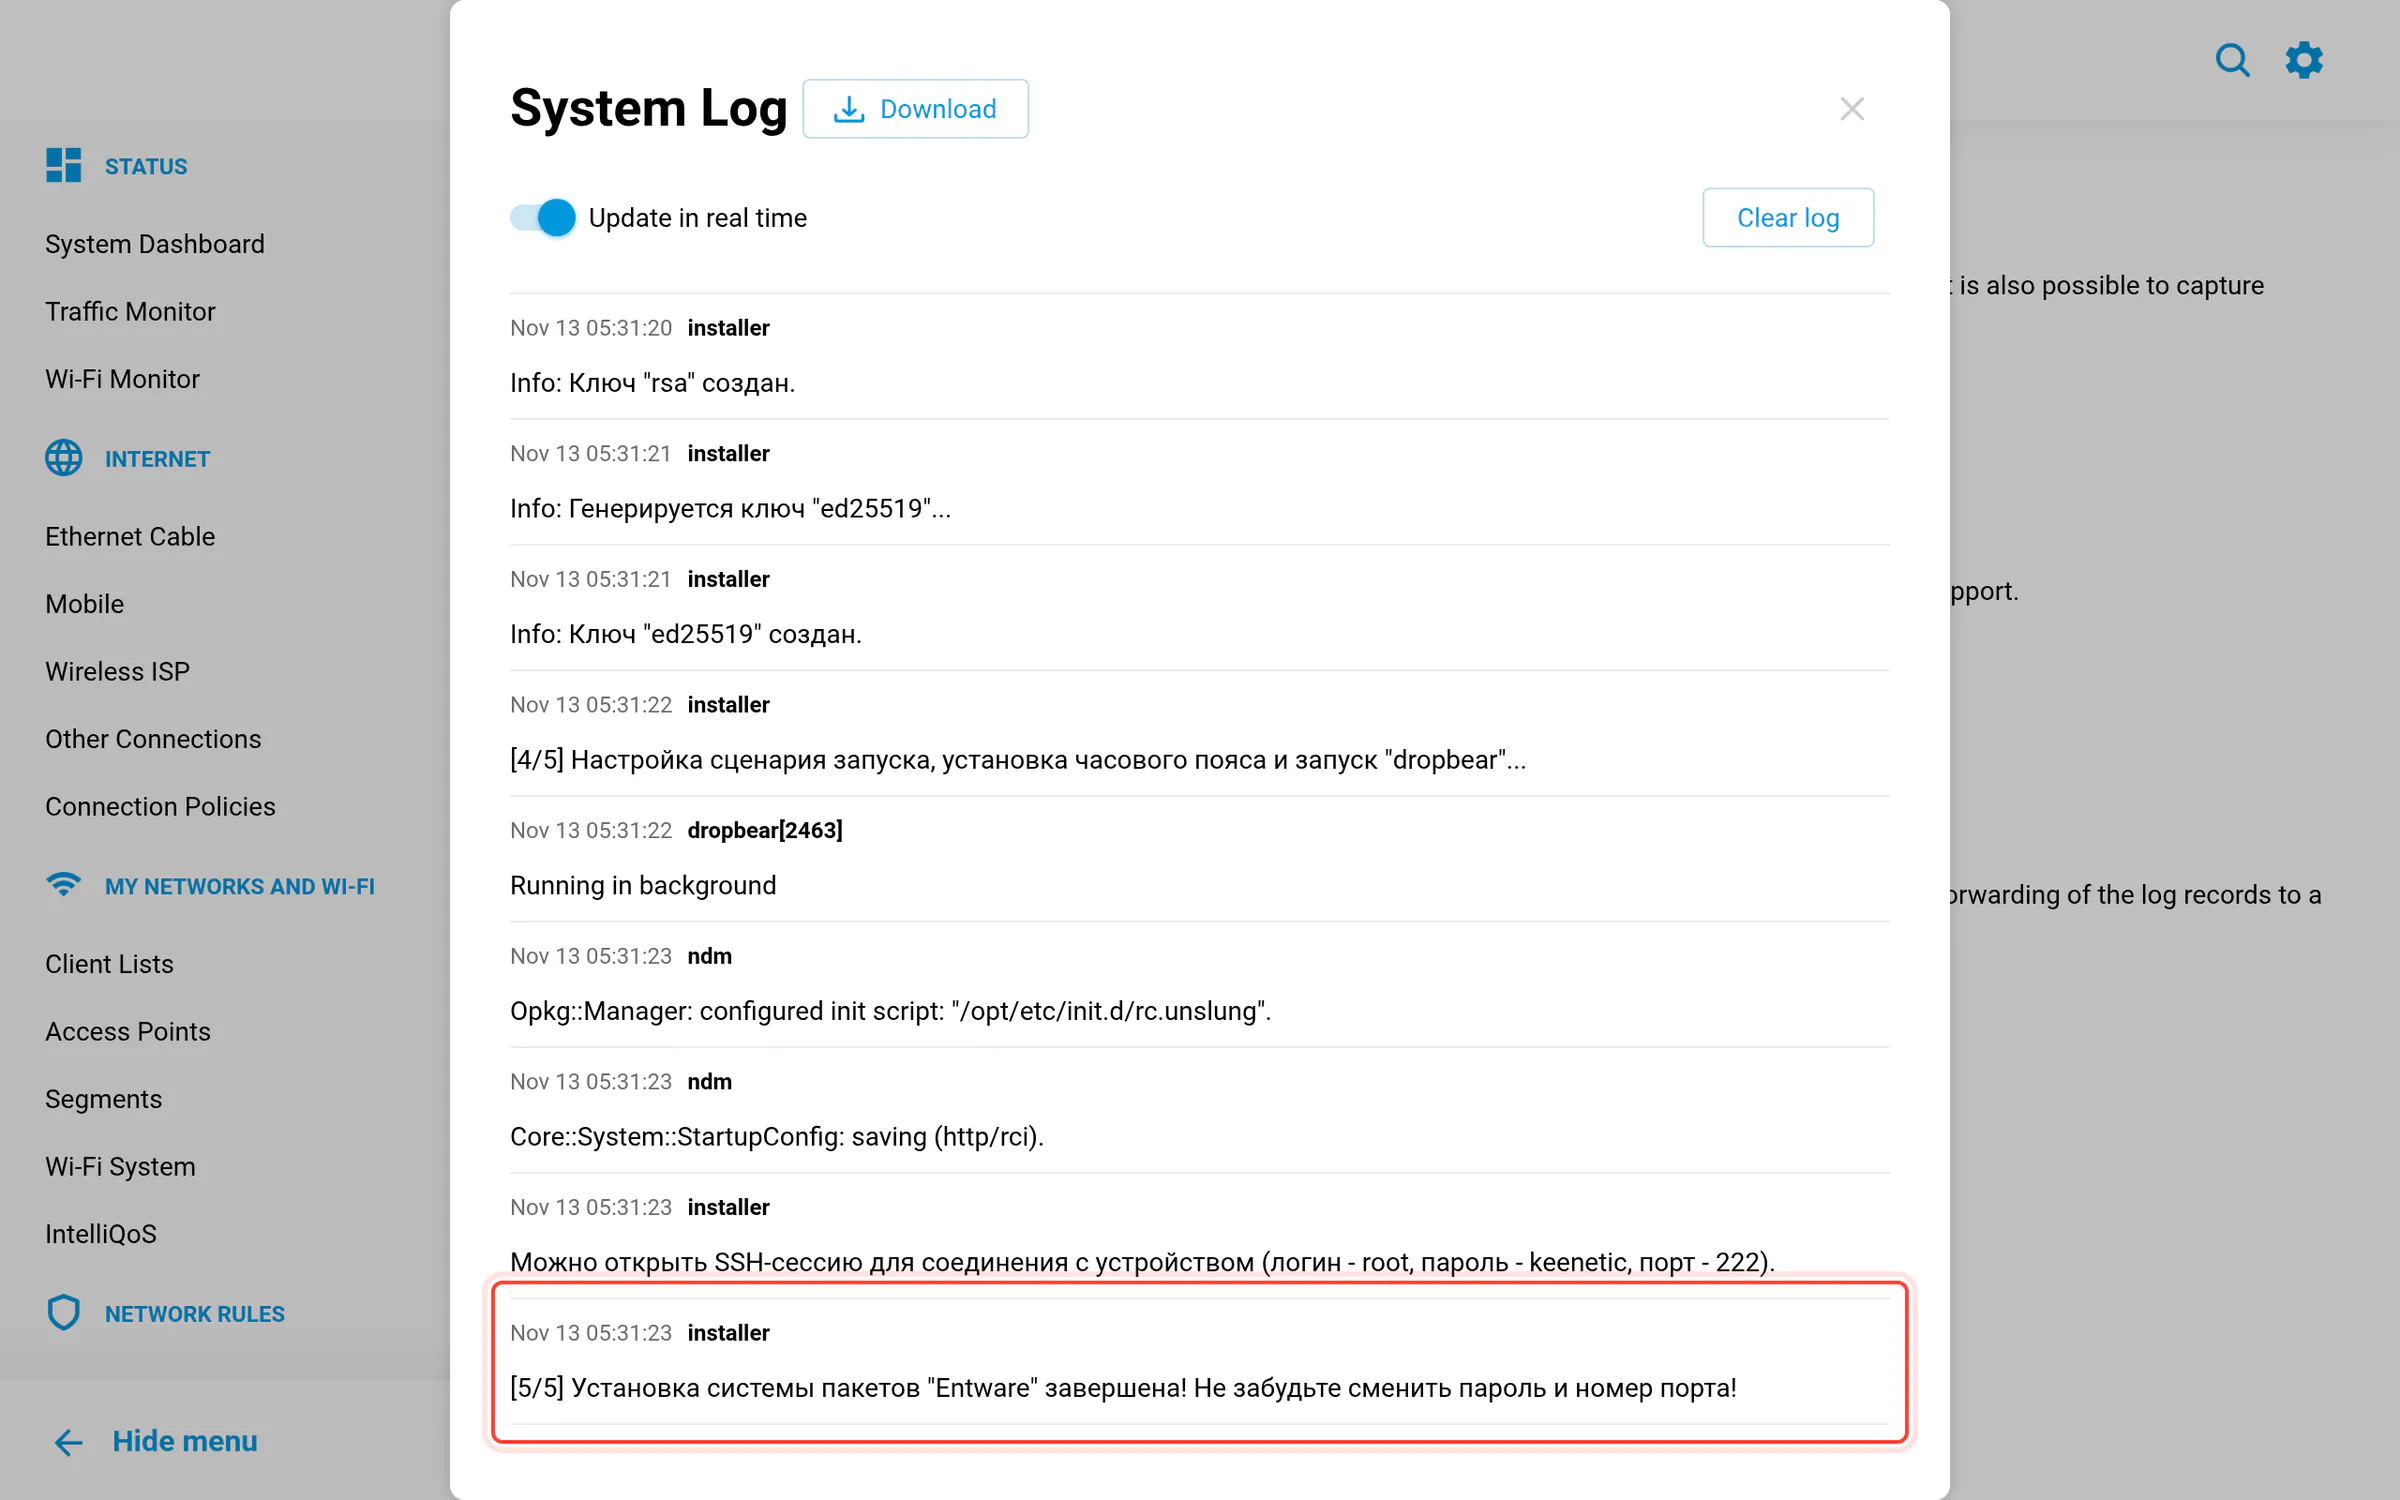 STATUS
System Dashboard
Traffic Monitor
Wi-Fi Monitor
INTERNET
Ethernet Cable
Mobile
Wireless ISP
Other Connections
Connection Policies
MY NETWORKS AND WI-FI
Client Lists
Access Points
Segments
Wi-Fi System
IntelliQoS
NETWORK RULES
Hide menu
System Log
Download
Update in real time
Clear log
Nov 13 05:31:20 installer
Info: Ключ "rsa" создан.
Nov 13 05:31:21 installer
Info: Генерируется ключ "ed25519"...
Nov 13 05:31:21 installer
Info: Ключ "ed25519" создан.
Nov 13 05:31:22 installer
[4/5] Настройка сценария запуска, установка часового пояса и запуск "dropbear"...
Nov 13 05:31:22 dropbear[2463]
Running in background
Nov 13 05:31:23 ndm
Opkg::Manager: configured init script: "/opt/etc/init.d/rc.unslung".
Nov 13 05:31:23 ndm
Core::System::StartupConfig: saving (http/rci).
Nov 13 05:31:23 installer
Можно открыть SSH-сессию для соединения с устройством (логин - root, пароль - keenetic, порт - 222).
Nov 13 05:31:23 installer
[5/5] Установка системы пакетов "Entware" завершена! Не забудьте сменить пароль и номер порта!
is also possible to capture
pport.
orwarding of the log records to a